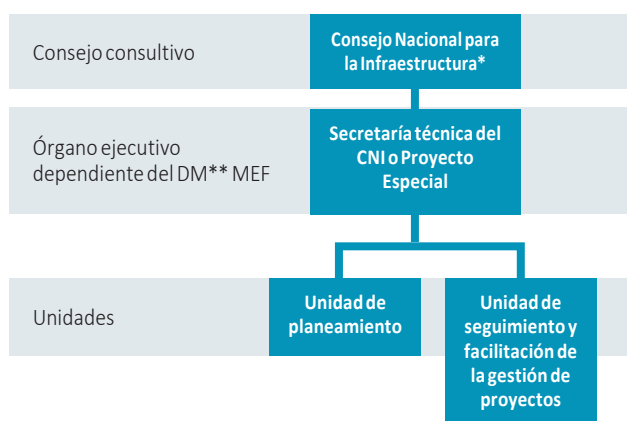 Consejo consultivo
Consejo Nacional para
la Infraestructura*
Órgano ejecutivo
dependiente del DM** MEF
Secretaría técnica del
CNI o Proyecto
Especial
Unidades
Unidad de
planeamiento
Unidad de
seguimiento y
facilitación de
la gestión de
proyectos